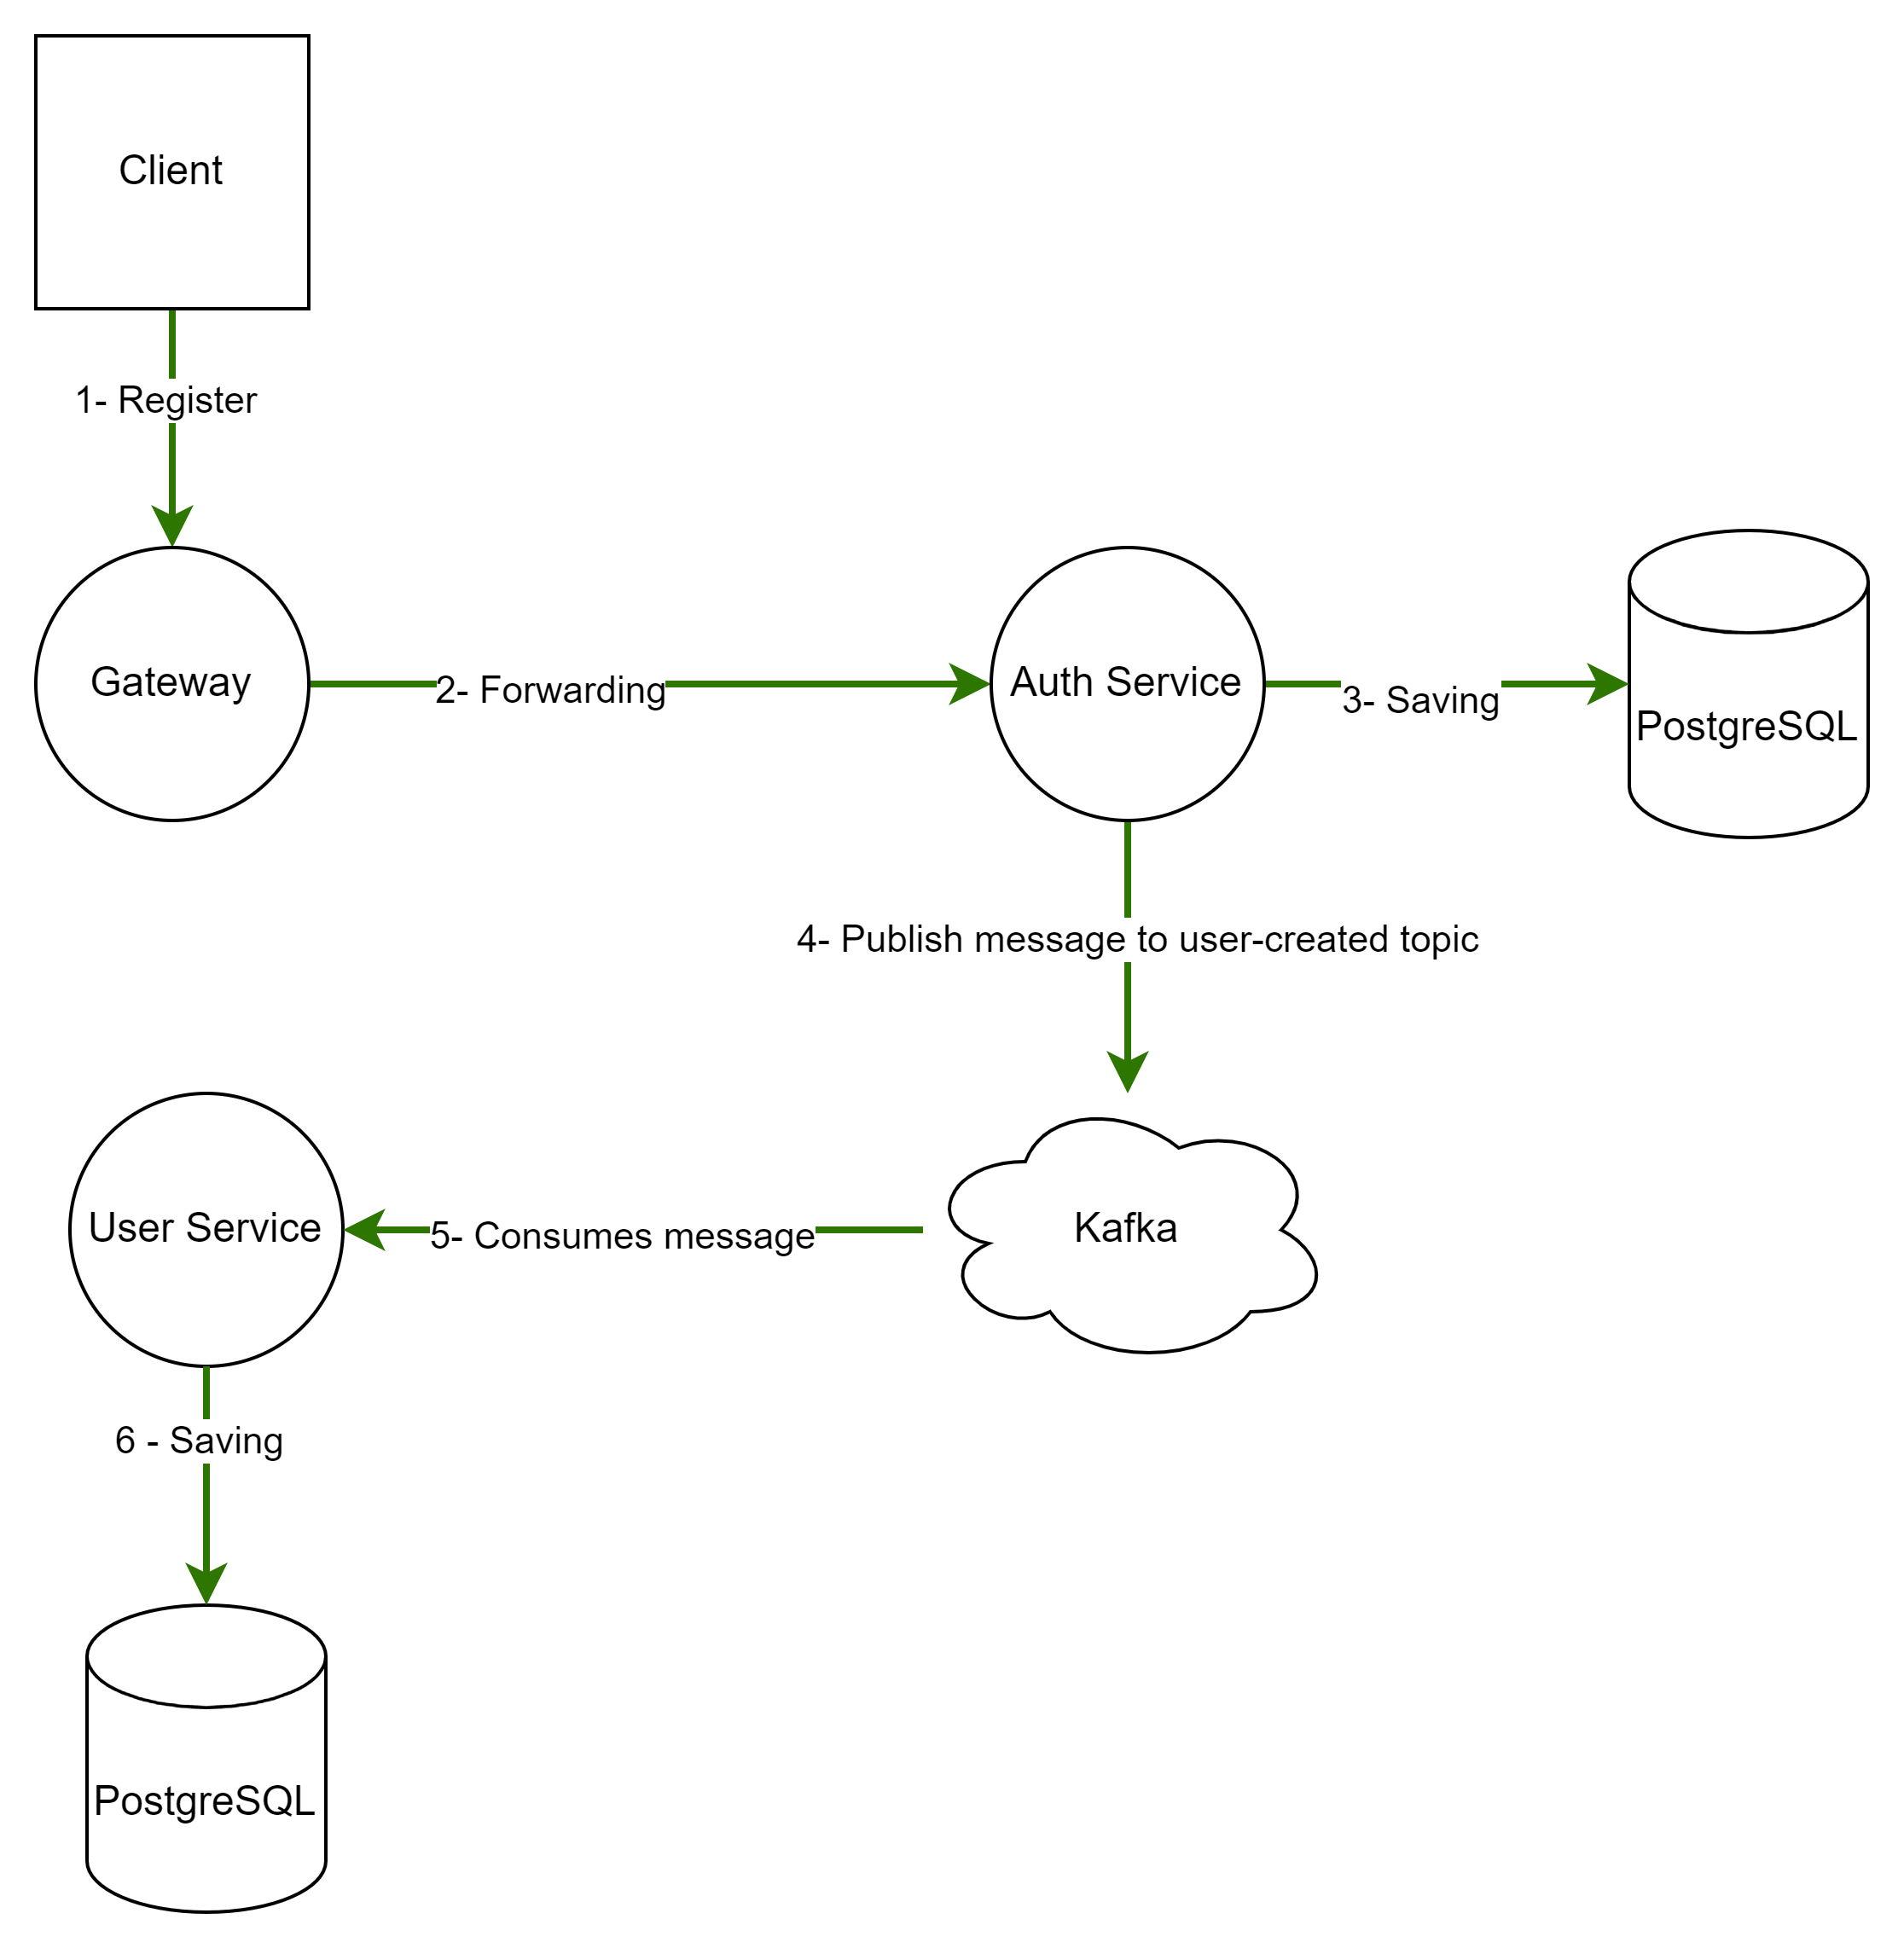 Client
1- Register
Gateway
2- Forwarding
Auth Service
3- Saving
PostgreSQL
4- Publish message to user-created topic
Kafka
5- Consumes message
User Service
6 - Saving
PostgreSQL